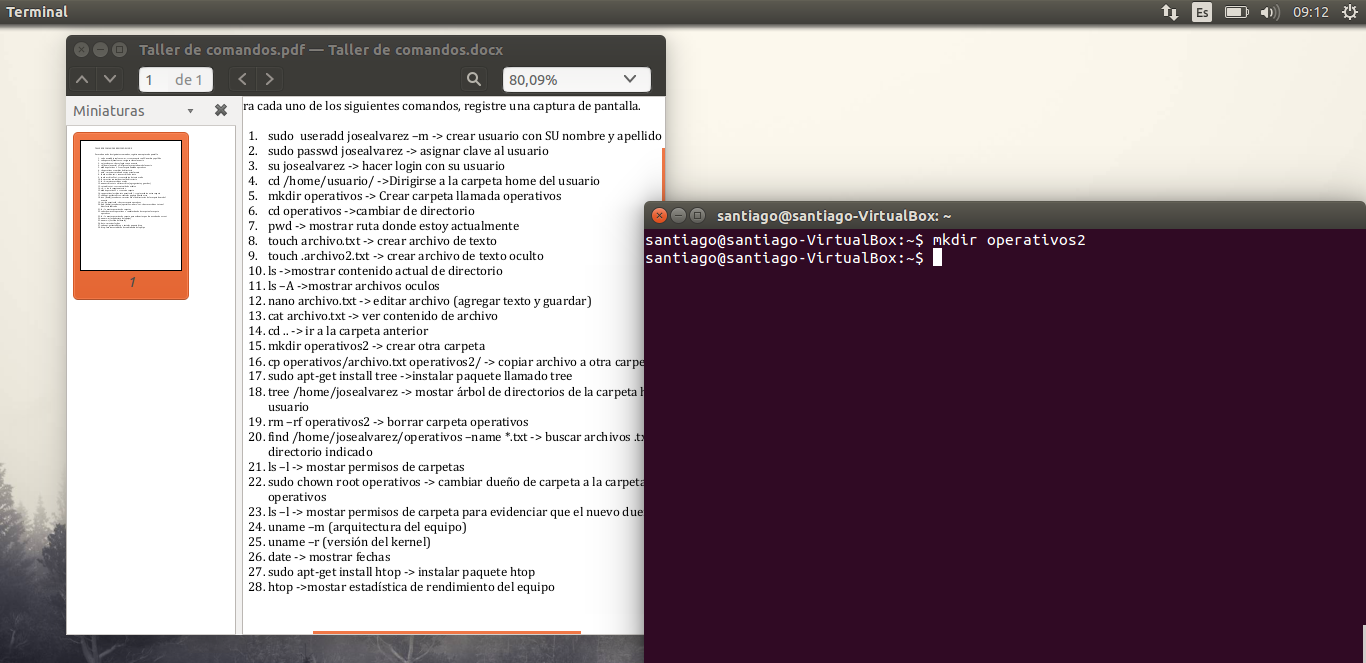 Terminal
Es
09:12
Taller de comandos.pdf — Taller de comandos.docx
1 de 1
80,09%
Miniaturas
1
ra cada uno de los siguientes comandos, registre una captura de pantalla.
1. sudo useradd josealvarez –m -> crear usuario con SU nombre y apellido
2. sudo passwd josealvarez -> asignar clave al usuario
3. su josealvarez -> hacer login con su usuario
4. cd /home/usuario/ ->Dirigirse a la carpeta home del usuario
5. mkdir operativos -> Crear carpeta llamada operativos
6. cd operativos ->cambiar de directorio
7. pwd -> mostrar ruta donde estoy actualmente
8. touch archivo.txt -> crear archivo de texto
9. touch .archivo2.txt -> crear archivo de texto oculto
10. ls ->mostrar contenido actual de directorio
11. ls –A ->mostrar archivos oculos
12. nano archivo.txt -> editar archivo (agregar texto y guardar)
13. cat archivo.txt -> ver contenido de archivo
14. cd .. -> ir a la carpeta anterior
15. mkdir operativos2 -> crear otra carpeta
16. cp operativos/archivo.txt operativos2/ -> copiar archivo a otra carpe
17. sudo apt-get install tree ->instalar paquete llamado tree
18. tree /home/josealvarez -> mostar árbol de directorios de la carpeta h
usuario
19. rm –rf operativos2 -> borrar carpeta operativos
20. find /home/josealvarez/operativos –name *.txt -> buscar archivos .tx
directorio indicado
21. ls –l -> mostar permisos de carpetas
22. sudo chown root operativos -> cambiar dueño de carpeta a la carpeta
operativos
23. ls –l -> mostar permisos de carpeta para evidenciar que el nuevo due
24. uname –m (arquitectura del equipo)
25. uname –r (versión del kernel)
26. date -> mostrar fechas
27. sudo apt-get install htop -> instalar paquete htop
28. htop ->mostar estadística de rendimiento del equipo
santiago@santiago-VirtualBox: ~
santiago@santiago-VirtualBox:~$ mkdir operativos2
santiago@santiago-VirtualBox:~$